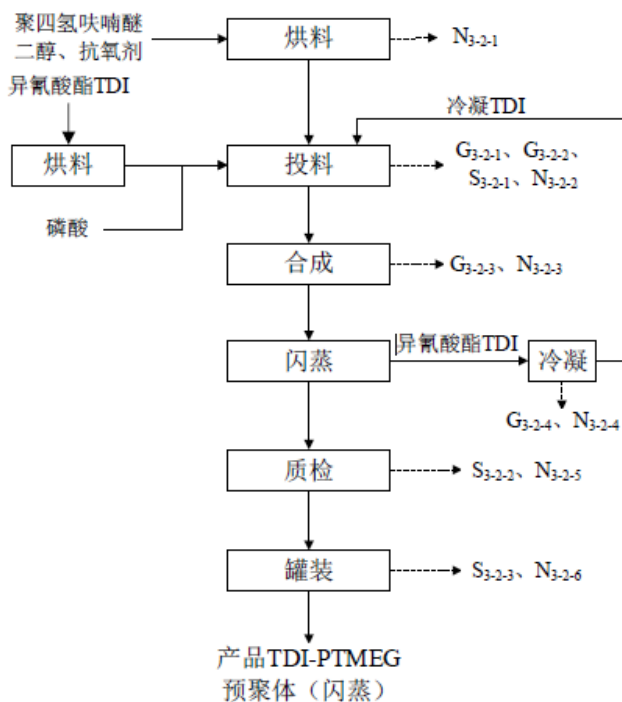 聚四氢呋喃醚
二醇、抗氧剂
烘料
N3-2-1
异氰酸酯TDI
冷凝TDI
烘料
投料
G3-2-1、G3-2-2、
S3-2-1、N3-2-2
磷酸
合成
G3-2-3、N3-2-3
闪蒸
异氰酸酯TDI
冷凝
G3-2-4、N3-2-4
质检
S3-2-2、N3-2-5
罐装
S3-2-3、N3-2-6
产品TDI-PTMEG
预聚体（闪蒸）